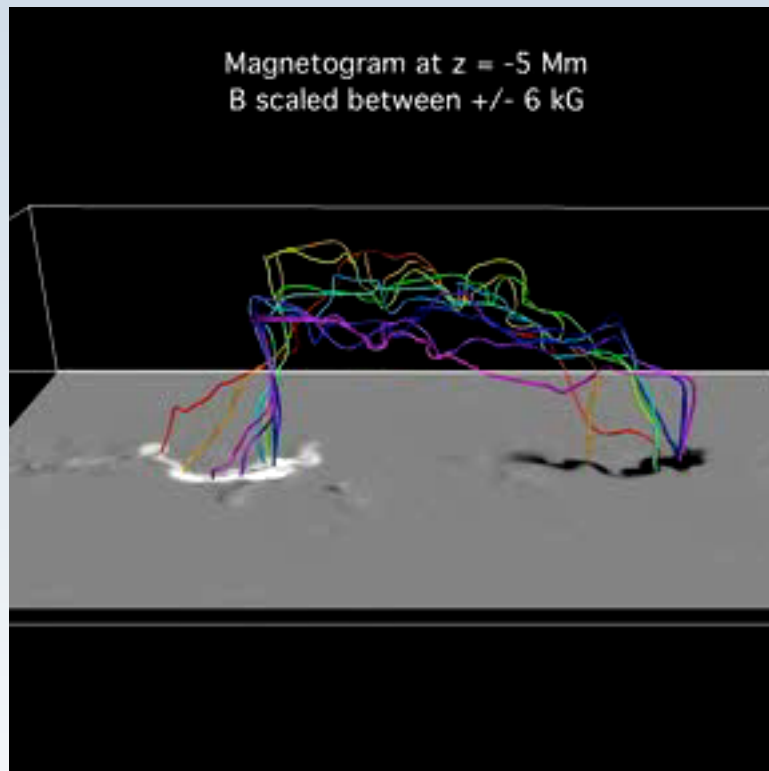 Magnetogram at z = -5 Mm
B scaled between +/- 6 kG